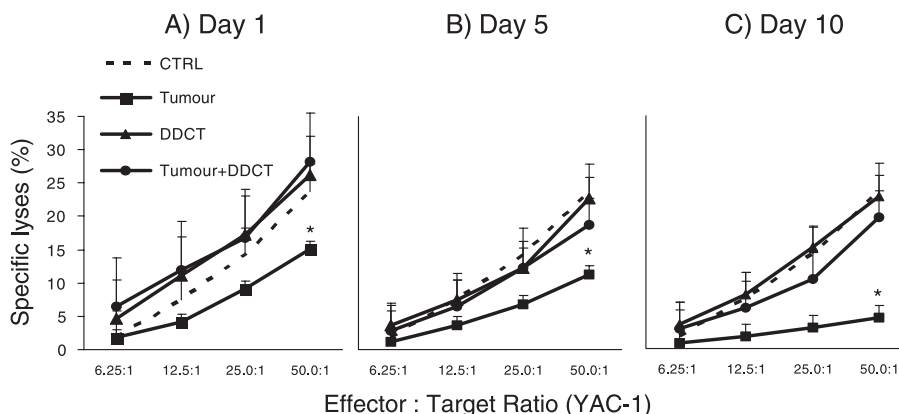 A) Day 1
B) Day 5
C) Day 10
CTRL
Tumour
DDCT
Tumour+DDCT
Specific lyses (%)
35
30
25
20
15
10
5
0
*
*
*
6.25:1 12.5:1 25.0:1 50.0:1
6.25:1 12.5:1 25.0:1 50.0:1
6.25:1 12.5:1 25.0:1 50.0:1
Effector : Target Ratio (YAC-1)